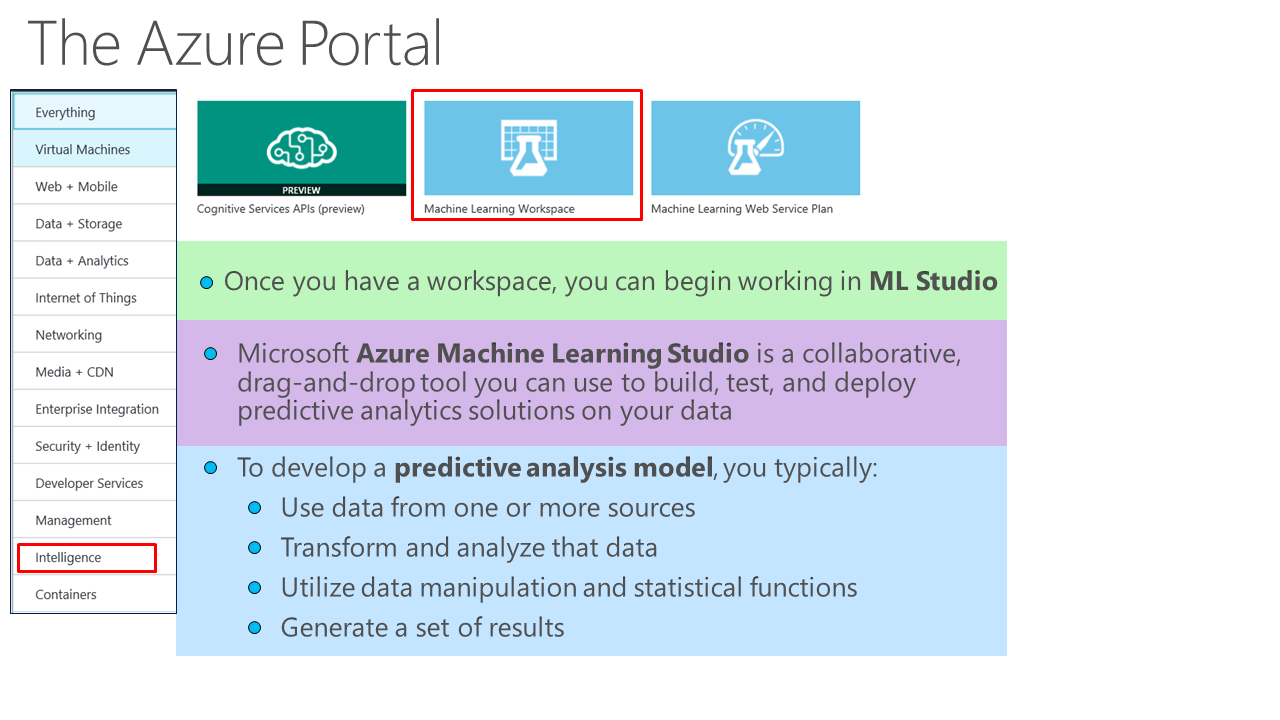 The Azure Portal
Everything
Virtual Machines
Web + Mobile
Data + Storage
Data + Analytics
Internet of Things
Networking
Media + CDN
Enterprise Integration
Security + Identity
Developer Services
Management
Intelligence
Containers
PREVIEW
Cognitive Services APIs (preview)
Machine Learning Workspace
Machine Learning Web Service Plan
Once you have a workspace, you can begin working in ML Studio
Microsoft Azure Machine Learning Studio is a collaborative,
drag-and-drop tool you can use to build, test, and deploy
predictive analytics solutions on your data
To develop a predictive analysis model, you typically:
Use data from one or more sources
Transform and analyze that data
Utilize data manipulation and statistical functions
Generate a set of results